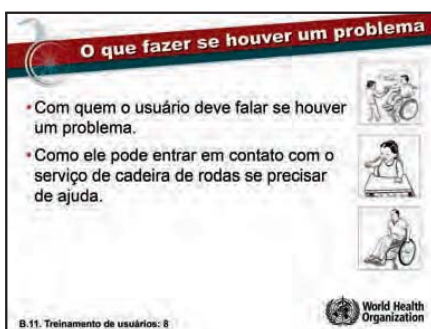 O que fazer se houver um problema
• Com quem o usuário deve falar se houver
um problema.
• Como ele pode entrar em contato com o
serviço de cadeira de rodas se precisar
de ajuda.
B.11. Treinamento de usuários: 8
World Health
Organization